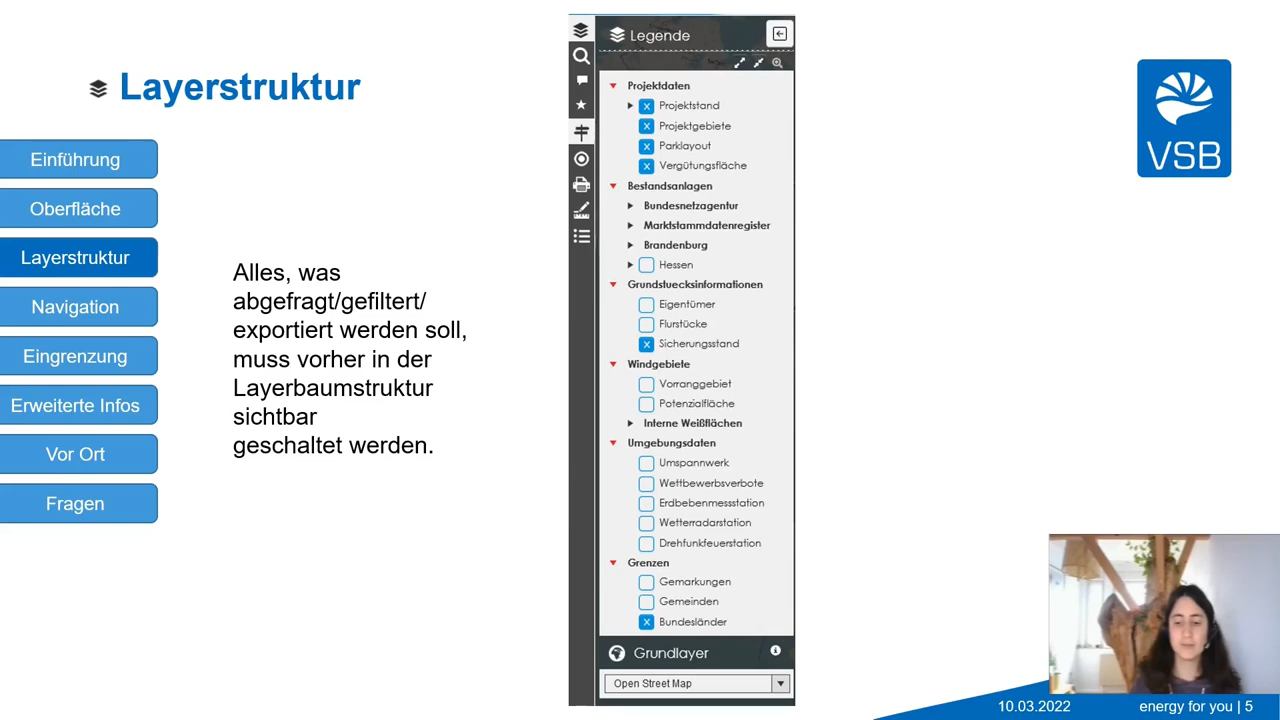 Layerstruktur
Einführung
Oberfläche
Layerstruktur
Navigation
Eingrenzung
Erweiterte Infos
Vor Ort
Fragen
Alles, was
abgefragt/gefiltert/
exportiert werden soll,
muss vorher in der
Layerbaumstruktur
sichtbar
geschaltet werden.
Legende
Projektdaten
Projektstand
Projektgebiete
Parklayout
Vergütungsfläche
Bestandsanlagen
Bundesnetzagentur
Marktstammdatenregister
Brandenburg
Hessen
Grundstuecksinformationen
Eigentümer
Flurstücke
Sicherungsstand
Windgebiete
Vorranggebiet
Potenzialfläche
Interne Weißflächen
Umgebungsdaten
Umspannwerk
Wettbewerbsverbote
Erdbebenmessstation
Wetterradarstation
Drehfunkfeuerstation
Grenzen
Gemarkungen
Gemeinden
Bundesländer
Grundlayer
Open Street Map
VSB
10.03.2022
energy for you | 5